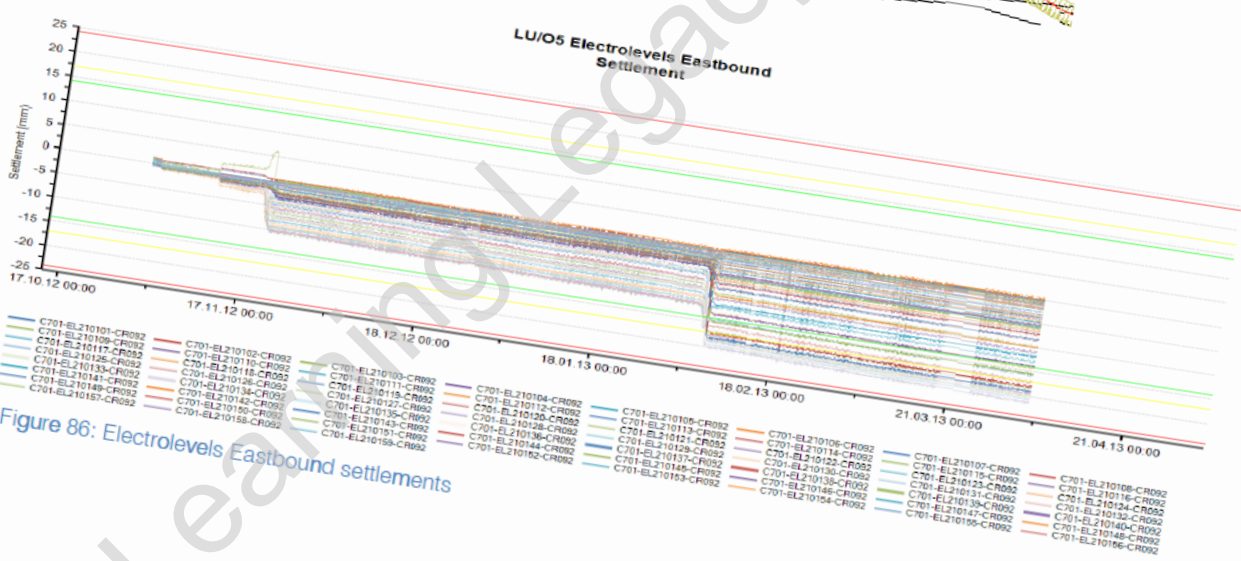 LU/O5 Electrolevels Eastbound
Settlement
Settlement (mm)
25
20
15
10
5
0
-5
-10
-15
-20
-25
17.10.12 00:00
17.11.12 00:00
18.12.12 00:00
18.01.13 00:00
18.02.13 00:00
21.03.13 00:00
21.04.13 00:00
C701-EL210101-CR092
C701-EL210109-CR092
C701-EL210117-CR092
C701-EL210125-CR092
C701-EL210133-CR092
C701-EL210141-CR092
C701-EL210149-CR092
C701-EL210157-CR092
C701-EL210102-CR092
C701-EL210110-CR092
C701-EL210118-CR092
C701-EL210126-CR092
C701-EL210134-CR092
C701-EL210142-CR092
C701-EL210150-CR092
C701-EL210158-CR092
C701-EL210103-CR092
C701-EL210111-CR092
C701-EL210119-CR092
C701-EL210127-CR092
C701-EL210135-CR092
C701-EL210143-CR092
C701-EL210151-CR092
C701-EL210159-CR092
C701-EL210104-CR092
C701-EL210112-CR092
C701-EL210120-CR092
C701-EL210128-CR092
C701-EL210136-CR092
C701-EL210144-CR092
C701-EL210152-CR092
C701-EL210105-CR092
C701-EL210113-CR092
C701-EL210121-CR092
C701-EL210129-CR092
C701-EL210137-CR092
C701-EL210145-CR092
C701-EL210153-CR092
C701-EL210106-CR092
C701-EL210114-CR092
C701-EL210122-CR092
C701-EL210130-CR092
C701-EL210138-CR092
C701-EL210146-CR092
C701-EL210154-CR092
C701-EL210107-CR092
C701-EL210115-CR092
C701-EL210123-CR092
C701-EL210131-CR092
C701-EL210139-CR092
C701-EL210147-CR092
C701-EL210155-CR092
C701-EL210108-CR092
C701-EL210116-CR092
C701-EL210124-CR092
C701-EL210132-CR092
C701-EL210140-CR092
C701-EL210148-CR092
C701-EL210156-CR092
Figure 86: Electrolevels Eastbound settlements
Learning Legacy